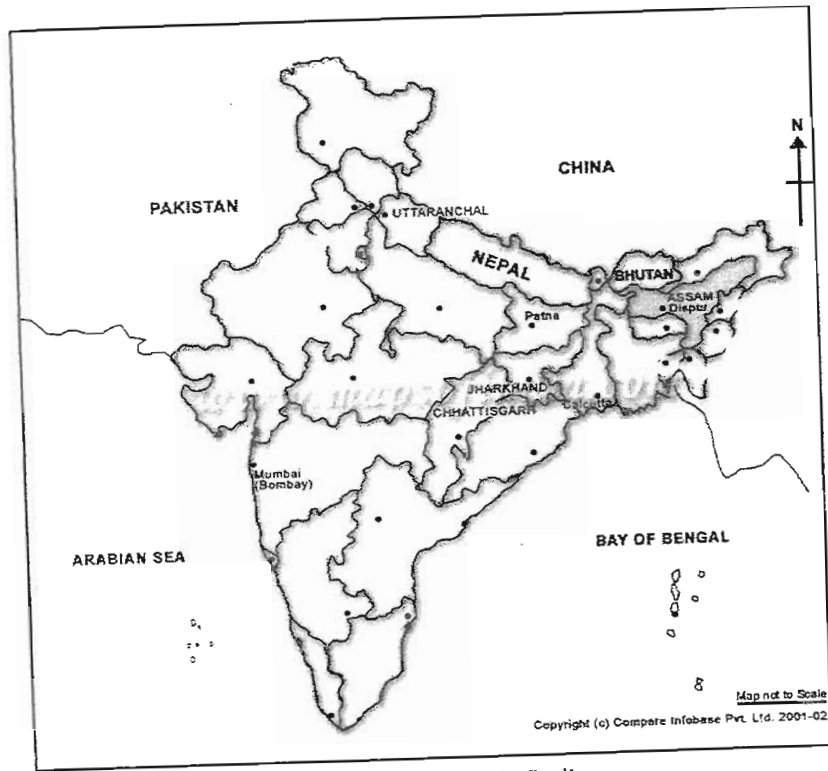 N
CHINA
PAKISTAN
UTTARANCHAL
NEPAL
BHUTAN
ASSAM
Dispur
Patna
JHARKHAND
CHHATTISGARH
Calcutta
Mumbai
(Bombay)
ARABIAN SEA
BAY OF BENGAL
Map not to Scale
Copyright (c) Compare Infobase Pvt. Ltd. 2001-02